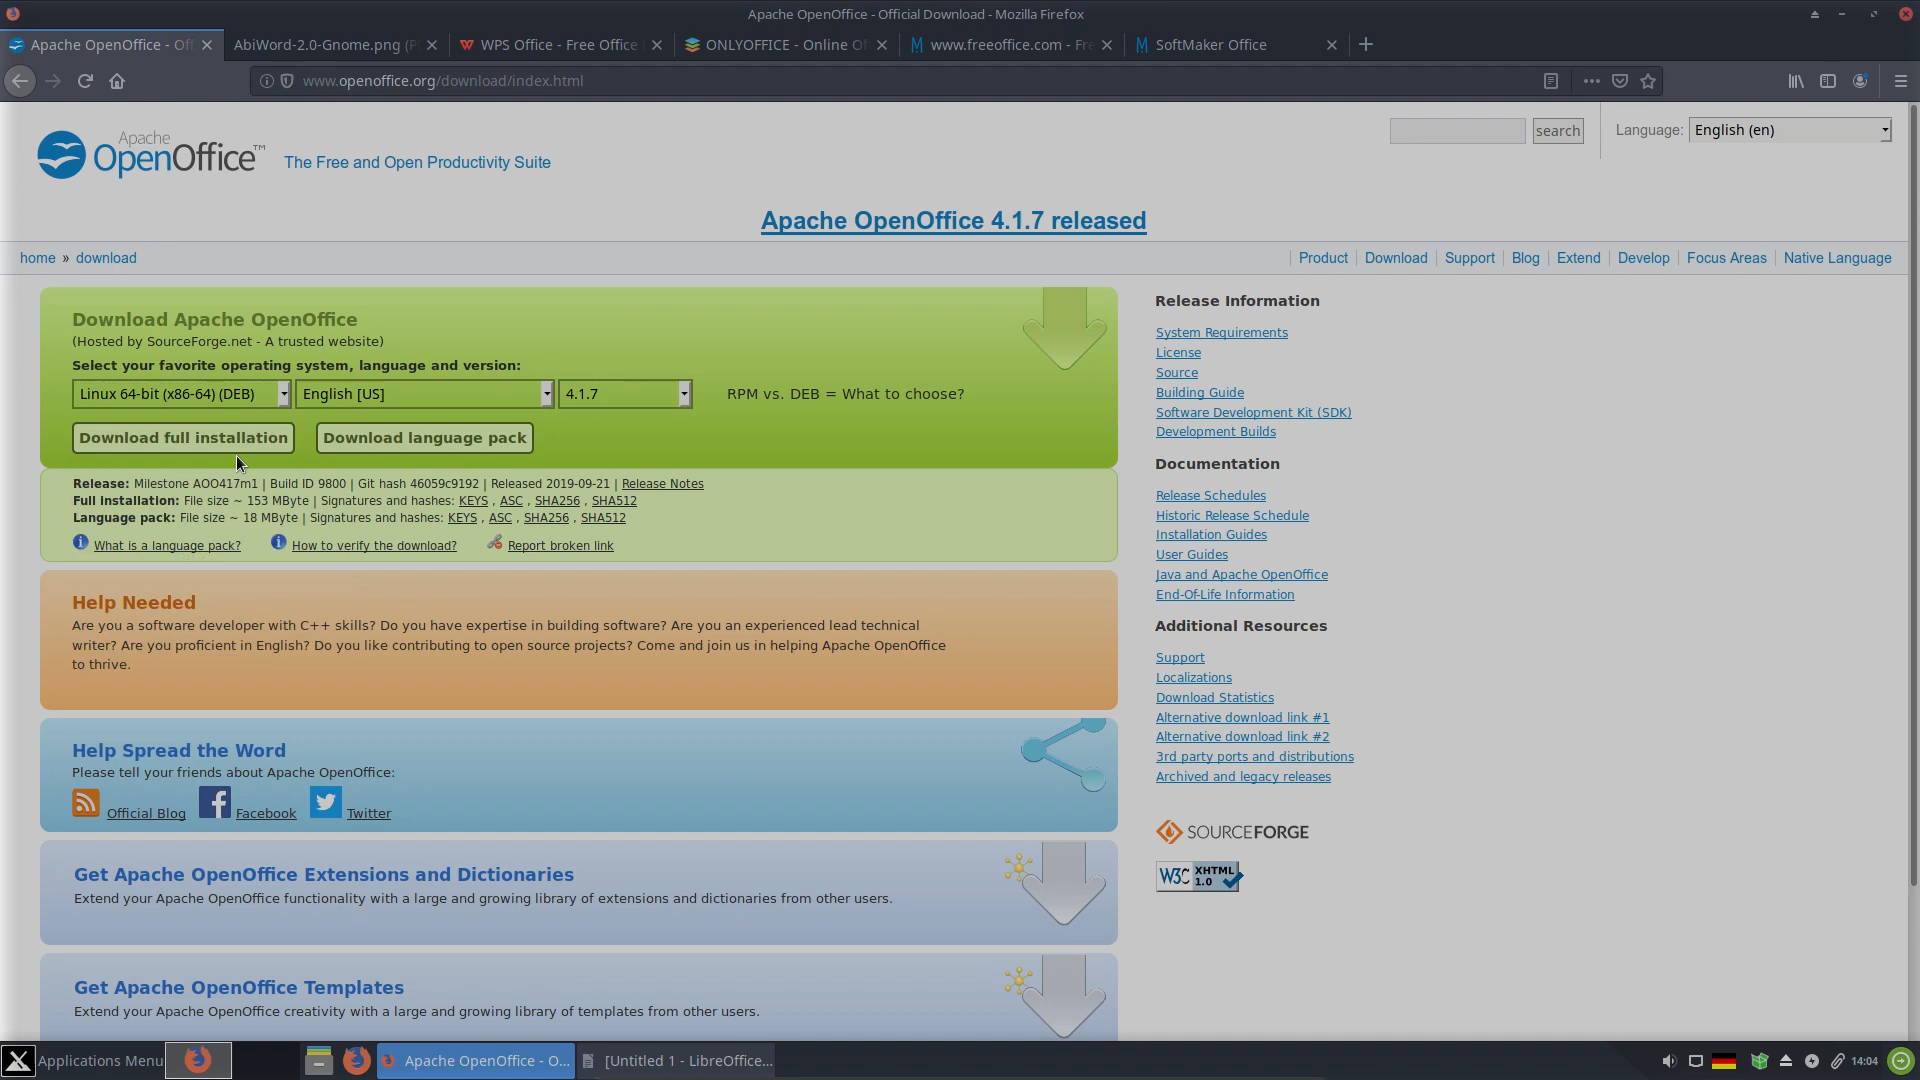 Apache OpenOffice - Official Download - Mozilla Firefox
Apache OpenOffice - Of
AbiWord-2.0-Gnome.png (P
WPS Office - Free Office
ONLYOFFICE - Online O
www.freeoffice.com - Fre
SoftMaker Office
www.openoffice.org/download/index.html
Apache
OpenOffice™
The Free and Open Productivity Suite
search
Language:
English (en)
Apache OpenOffice 4.1.7 released
home » download
Product
Download
Support
Blog
Extend
Develop
Focus Areas
Native Language
Download Apache OpenOffice
(Hosted by SourceForge.net - A trusted website)
Select your favorite operating system, language and version:
Linux 64-bit (x86-64) (DEB)
English [US]
4.1.7
RPM vs. DEB = What to choose?
Download full installation
Download language pack
Release: Milestone AOO417m1 | Build ID 9800 | Git hash 46059c9192 | Released 2019-09-21 | Release Notes
Full installation: File size ~ 153 MByte | Signatures and hashes: KEYS , ASC , SHA256 , SHA512
Language pack: File size ~ 18 MByte | Signatures and hashes: KEYS , ASC , SHA256 , SHA512
What is a language pack?
How to verify the download?
Report broken link
Help Needed
Are you a software developer with C++ skills? Do you have expertise in building software? Are you an experienced lead technical
writer? Are you proficient in English? Do you like contributing to open source projects? Come and join us in helping Apache OpenOffice
to thrive.
Help Spread the Word
Please tell your friends about Apache OpenOffice:
Official Blog
Facebook
Twitter
Get Apache OpenOffice Extensions and Dictionaries
Extend your Apache OpenOffice functionality with a large and growing library of extensions and dictionaries from other users.
Get Apache OpenOffice Templates
Extend your Apache OpenOffice creativity with a large and growing library of templates from other users.
Release Information
System Requirements
License
Source
Building Guide
Software Development Kit (SDK)
Development Builds
Documentation
Release Schedules
Historic Release Schedule
Installation Guides
User Guides
Java and Apache OpenOffice
End-Of-Life Information
Additional Resources
Support
Localizations
Download Statistics
Alternative download link #1
Alternative download link #2
3rd party ports and distributions
Archived and legacy releases
SOURCEFORGE
W3C XHTML
1.0
Applications Menu
Apache OpenOffice - O...
[Untitled 1 - LibreOffice...
14:04